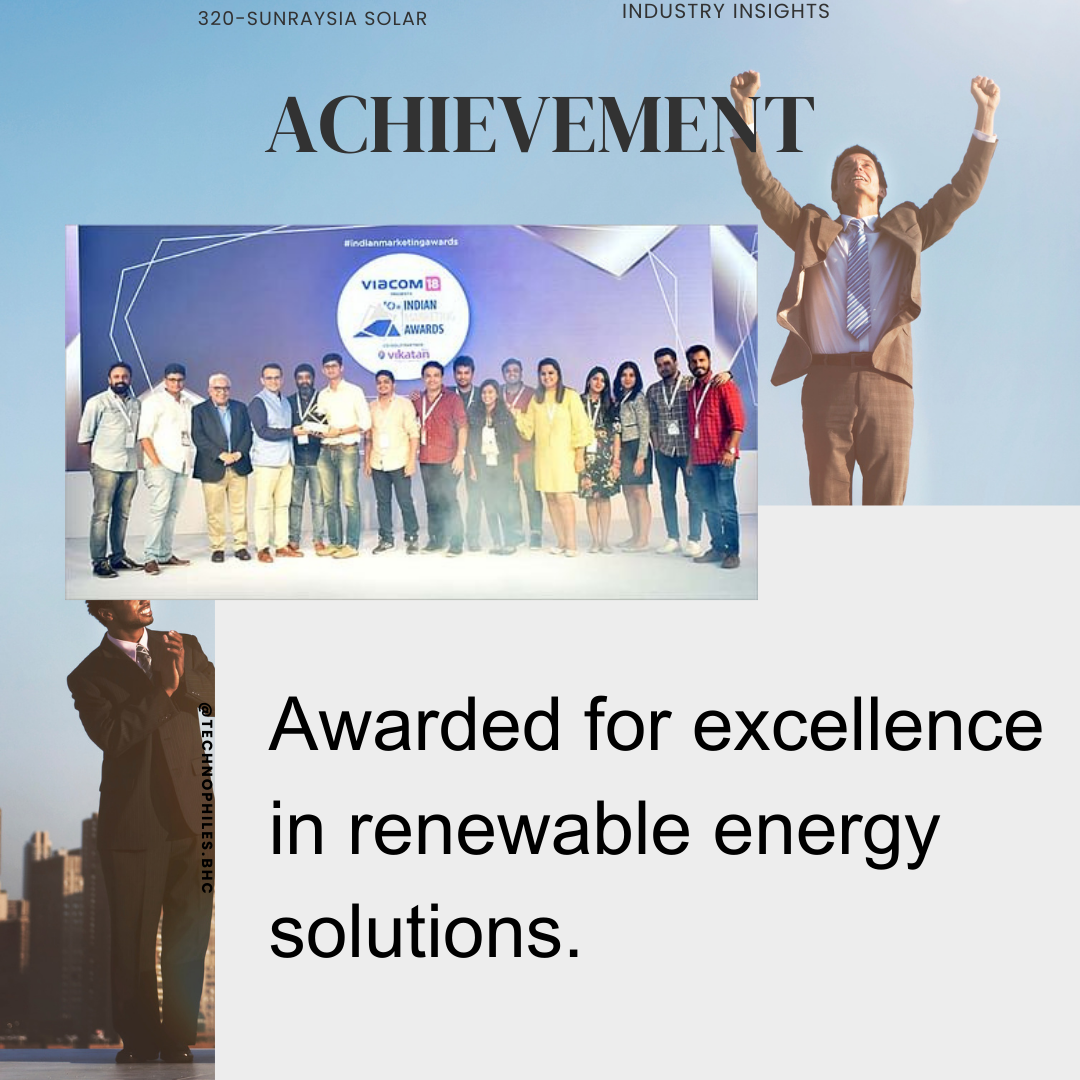 320-SUNRAYSIA SOLAR
INDUSTRY INSIGHTS
ACHIEVEMENT
#indianmarketingawards
VIACOM 18
INDIAN
MARKETING
AWARDS
vikatan
@TECHNOPHILES.BHC
Awarded for excellence
in renewable energy
solutions.